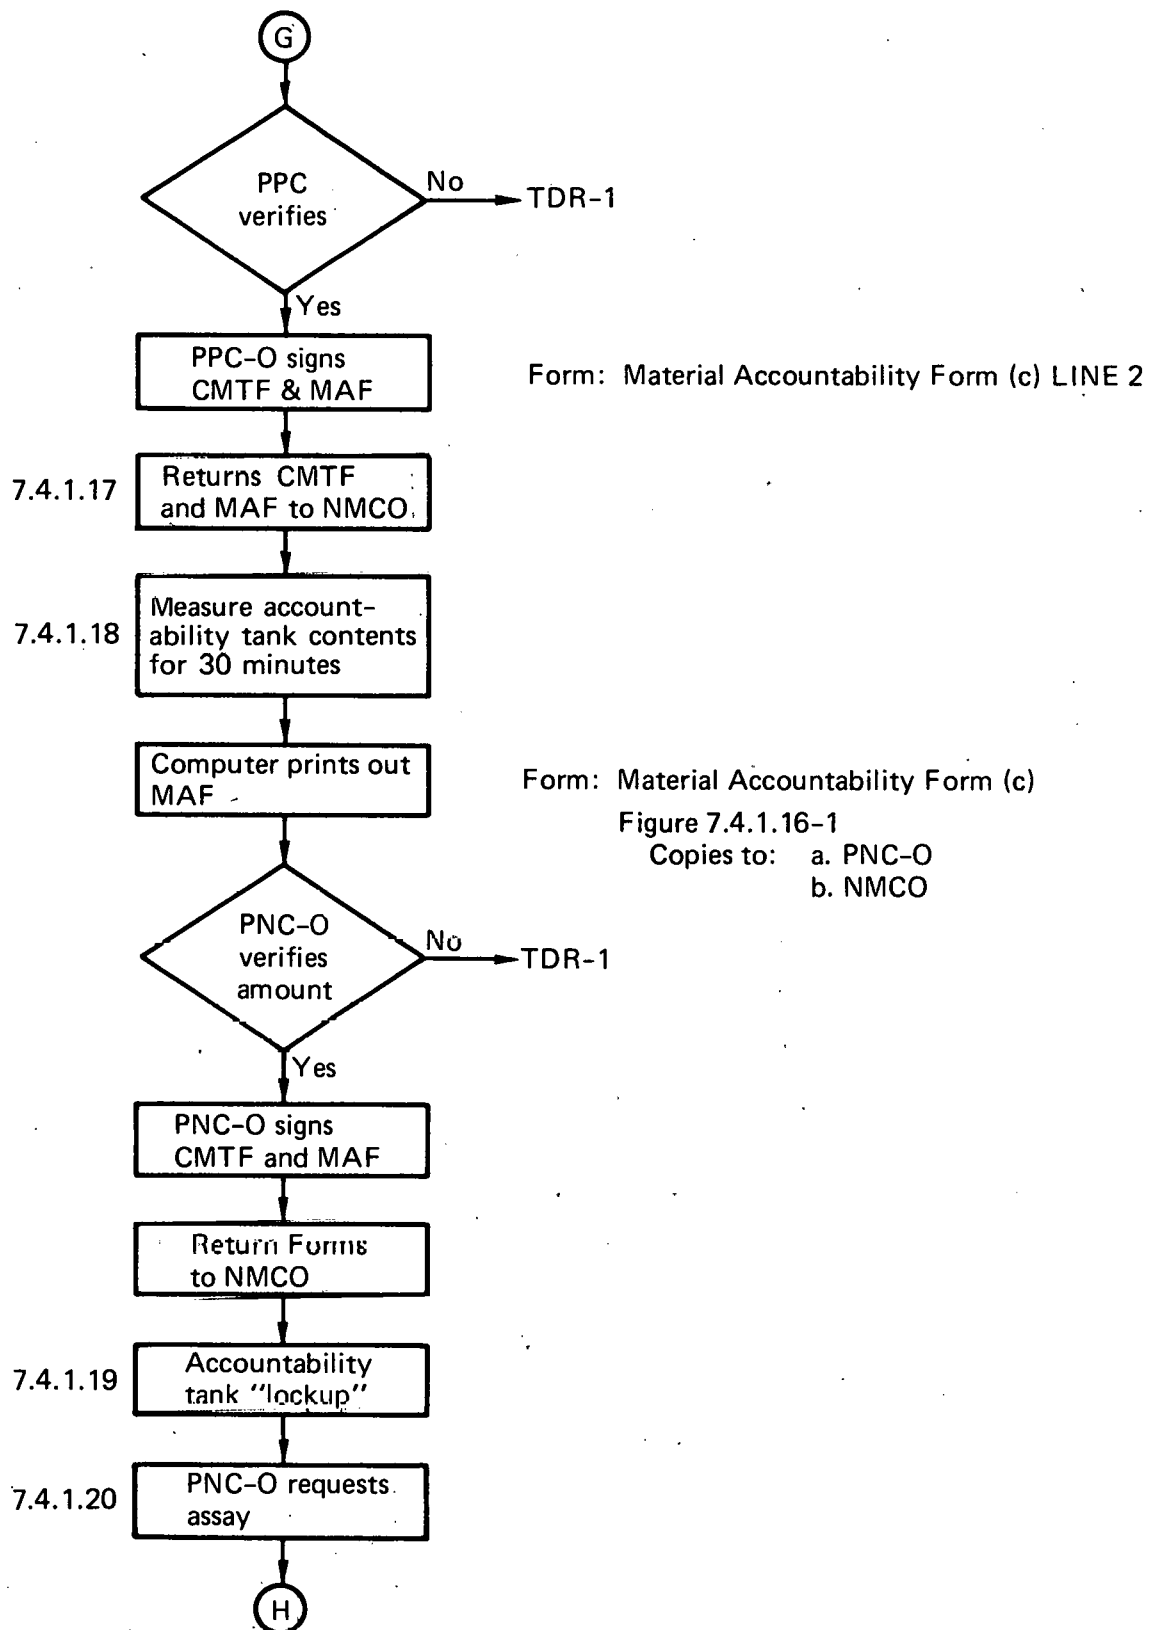 G
PPC
verifies
No
TDR-1
Yes
PPC-O signs
CMTF & MAF
Form: Material Accountability Form (c) LINE 2
7.4.1.17
Returns CMTF
and MAF to NMCO
7.4.1.18
Measure account-
ability tank contents
for 30 minutes
Computer prints out
MAF
Form: Material Accountability Form (c)
Figure 7.4.1.16-1
Copies to: a. PNC-O
b. NMCO
PNC-O
verifies
amount
No
TDR-1
Yes
PNC-O signs
CMTF and MAF
Return Forms
to NMCO
7.4.1.19
Accountability
tank "lockup"
7.4.1.20
PNC-O requests
assay
H